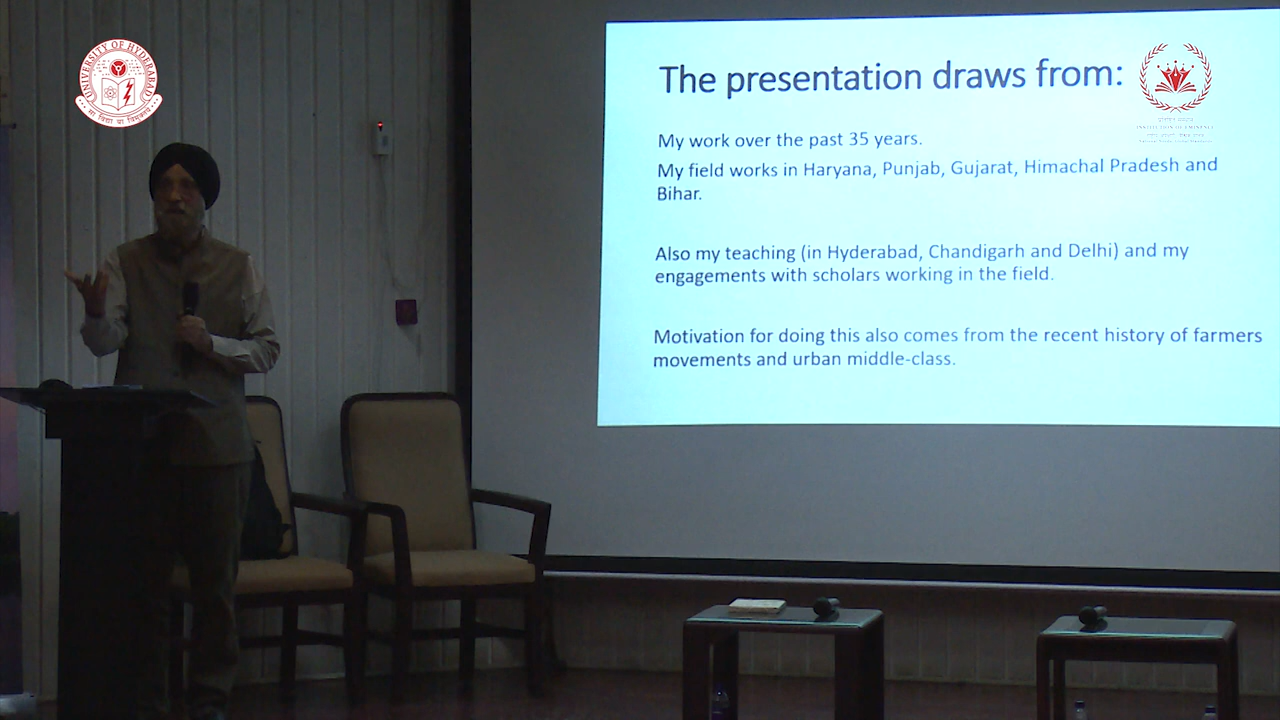 UNIVERSITY OF HYDERABAD
The presentation draws from:
My work over the past 35 years.
My field works in Haryana, Punjab, Gujarat, Himachal Pradesh and
Bihar.
Also my teaching (in Hyderabad, Chandigarh and Delhi) and my
engagements with scholars working in the field.
Motivation for doing this also comes from the recent history of farmers
movements and urban middle-class.
INSTITUTION OF EMINENCE